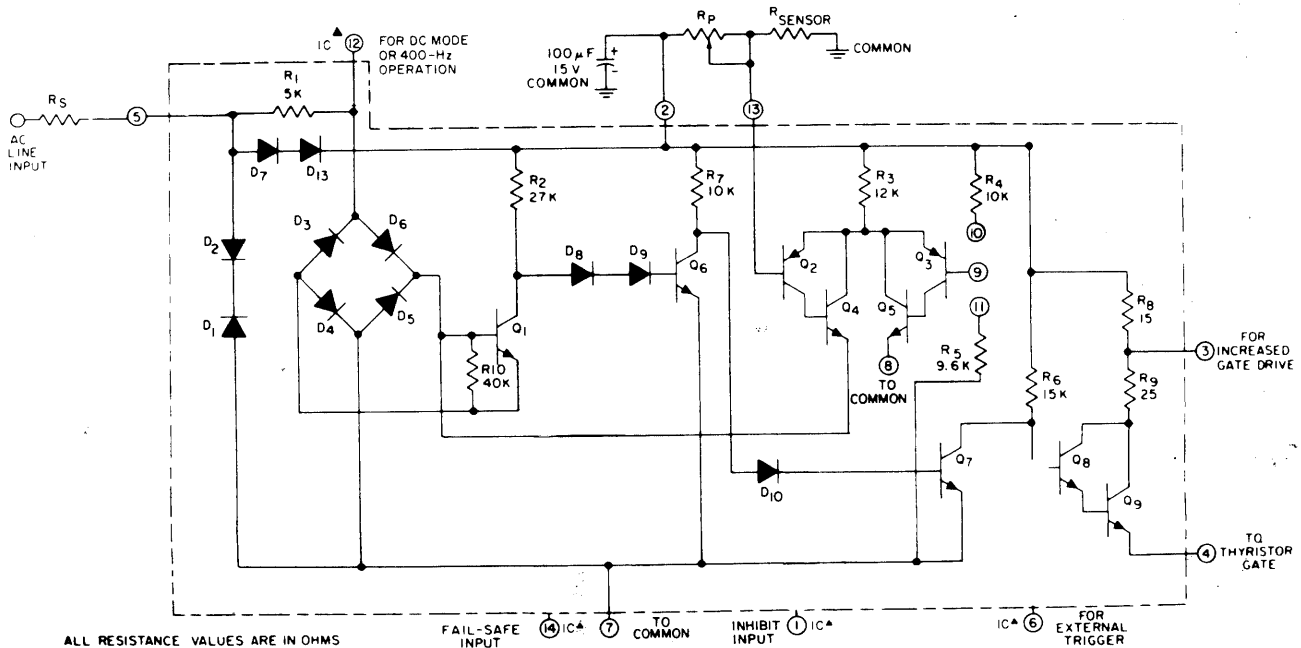 IC▲ 12 FOR DC MODE
OR 400-Hz
OPERATION
RP
RSENSOR
COMMON
100µF
15 V
COMMON
+
-
RS
5
R1
5K
2
13
AC
LINE
INPUT
D7
D13
R2
27K
R7
10K
R3
12K
R4
10K
10
D3
D6
D2
D8
D9
Q6
Q2
Q3
9
D1
D4
D5
Q1
Q4
Q5
11
R8
15
R10
40K
8
TO
COMMON
R5
9.6K
3
FOR
INCREASED
GATE DRIVE
R6
15K
R9
25
D10
Q7
Q8
Q9
4
TO
THYRISTOR
GATE
ALL RESISTANCE VALUES ARE IN OHMS
FAIL-SAFE
INPUT
14 IC▲
7
TO
COMMON
INHIBIT
INPUT
1 IC▲
IC▲ 6
FOR
EXTERNAL
TRIGGER